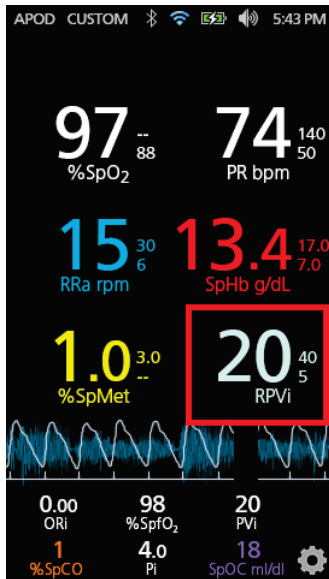 APOD CUSTOM 5:43 PM
97 -- 88 74 140 50
%SpO₂ PR bpm
15 30 6 13.4 17.0 7.0
RRa rpm SpHb g/dL
1.0 3.0 -- 20 40 5
%SpMet RPVi
0.00 98 20
ORi %SpfO₂ PVi
1 4.0 18
%SpCO Pi SpOC ml/dl